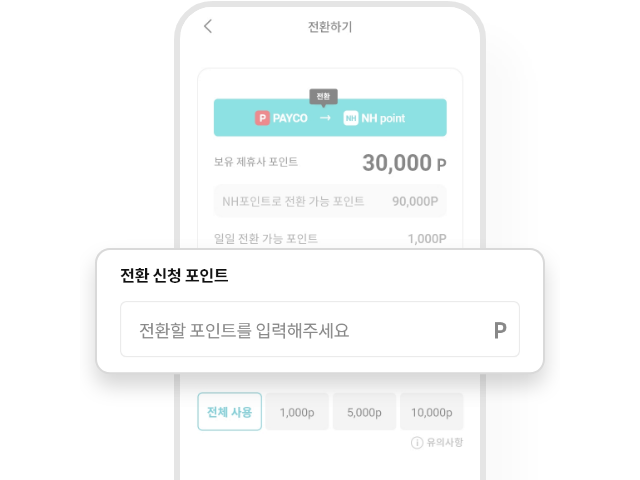 전환하기
전환
P PAYCO → NH NH point
보유 제휴사 포인트 30,000 P
NH포인트로 전환 가능 포인트 90,000P
일일 전환 가능 포인트 1,000P
전환 신청 포인트
전환할 포인트를 입력해주세요 P
전체 사용 1,000p 5,000p 10,000p
유의사항